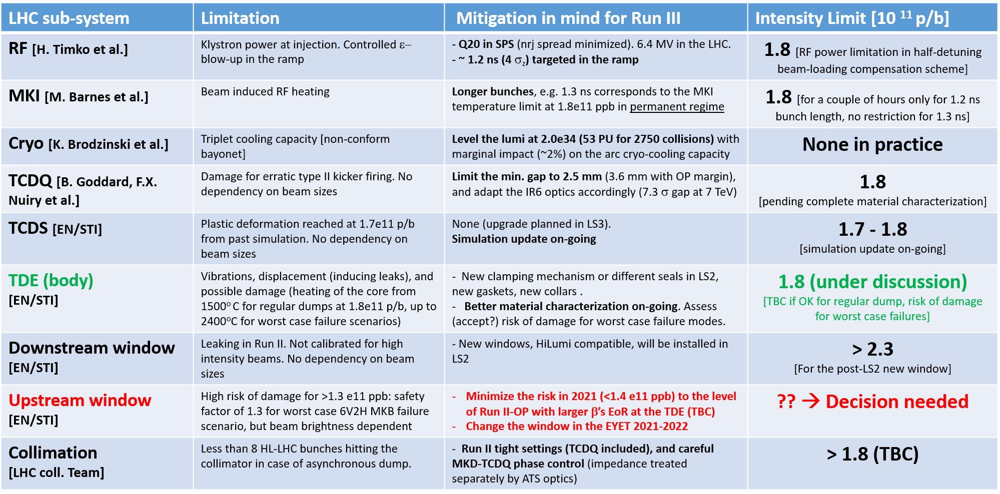 LHC sub-system
Limitation
Mitigation in mind for Run III
Intensity Limit [10 11 p/b]
RF [H. Timko et al.]
Klystron power at injection. Controlled ε–
blow-up in the ramp
- Q20 in SPS (nrj spread minimized). 6.4 MV in the LHC.
- ~ 1.2 ns (4 σz) targeted in the ramp
1.8 [RF power limitation in half-detuning
beam-loading compensation scheme]
MKI [M. Barnes et al.]
Beam induced RF heating
Longer bunches, e.g. 1.3 ns corresponds to the MKI
temperature limit at 1.8e11 ppb in permanent regime
1.8 [for a couple of hours only for 1.2 ns
bunch length, no restriction for 1.3 ns]
Cryo [K. Brodzinski et al.]
Triplet cooling capacity [non-conform
bayonet]
Level the lumi at 2.0e34 (53 PU for 2750 collisions) with
marginal impact (~2%) on the arc cryo-cooling capacity
None in practice
TCDQ [B. Goddard, F.X.
Nuiry et al.]
Damage for erratic type II kicker firing. No
dependency on beam sizes
Limit the min. gap to 2.5 mm (3.6 mm with OP margin),
and adapt the IR6 optics accordingly (7.3 σ gap at 7 TeV)
1.8
[pending complete material characterization]
TCDS [EN/STI]
Plastic deformation reached at 1.7e11 p/b
from past simulation. No dependency on
beam sizes
None (upgrade planned in LS3).
Simulation update on-going
1.7 - 1.8
[simulation update on-going]
TDE (body)
[EN/STI]
Vibrations, displacement (inducing leaks), and
possible damage (heating of the core from
1500° C for regular dumps at 1.8e11 p/b, up to
2400°C for worst case failure scenarios)
- New clamping mechanism or different seals in LS2,
new gaskets, new collars .
- Better material characterization on-going. Assess
(accept?) risk of damage for worst case failure modes.
1.8 (under discussion)
[TBC if OK for regular dump, risk of damage
for worst case failures]
Downstream window
[EN/STI]
Leaking in Run II. Not calibrated for high
intensity beams. No dependency on beam
sizes
- New windows, HiLumi compatible, will be installed in
LS2
> 2.3
[For the post-LS2 new window]
Upstream window
[EN/STI]
High risk of damage for >1.3 e11 ppb: safety
factor of 1.3 for worst case 6V2H MKB failure
scenario, but beam brightness dependent
- Minimize the risk in 2021 (<1.4 e11 ppb) to the level
of Run II-OP with larger β’s EoR at the TDE (TBC)
- Change the window in the EYET 2021-2022
?? → Decision needed
Collimation
[LHC coll. Team]
Less than 8 HL-LHC bunches hitting the
collimator in case of asynchronous dump.
- Run II tight settings (TCDQ included), and careful
MKD-TCDQ phase control (impedance treated
separately by ATS optics)
> 1.8 (TBC)